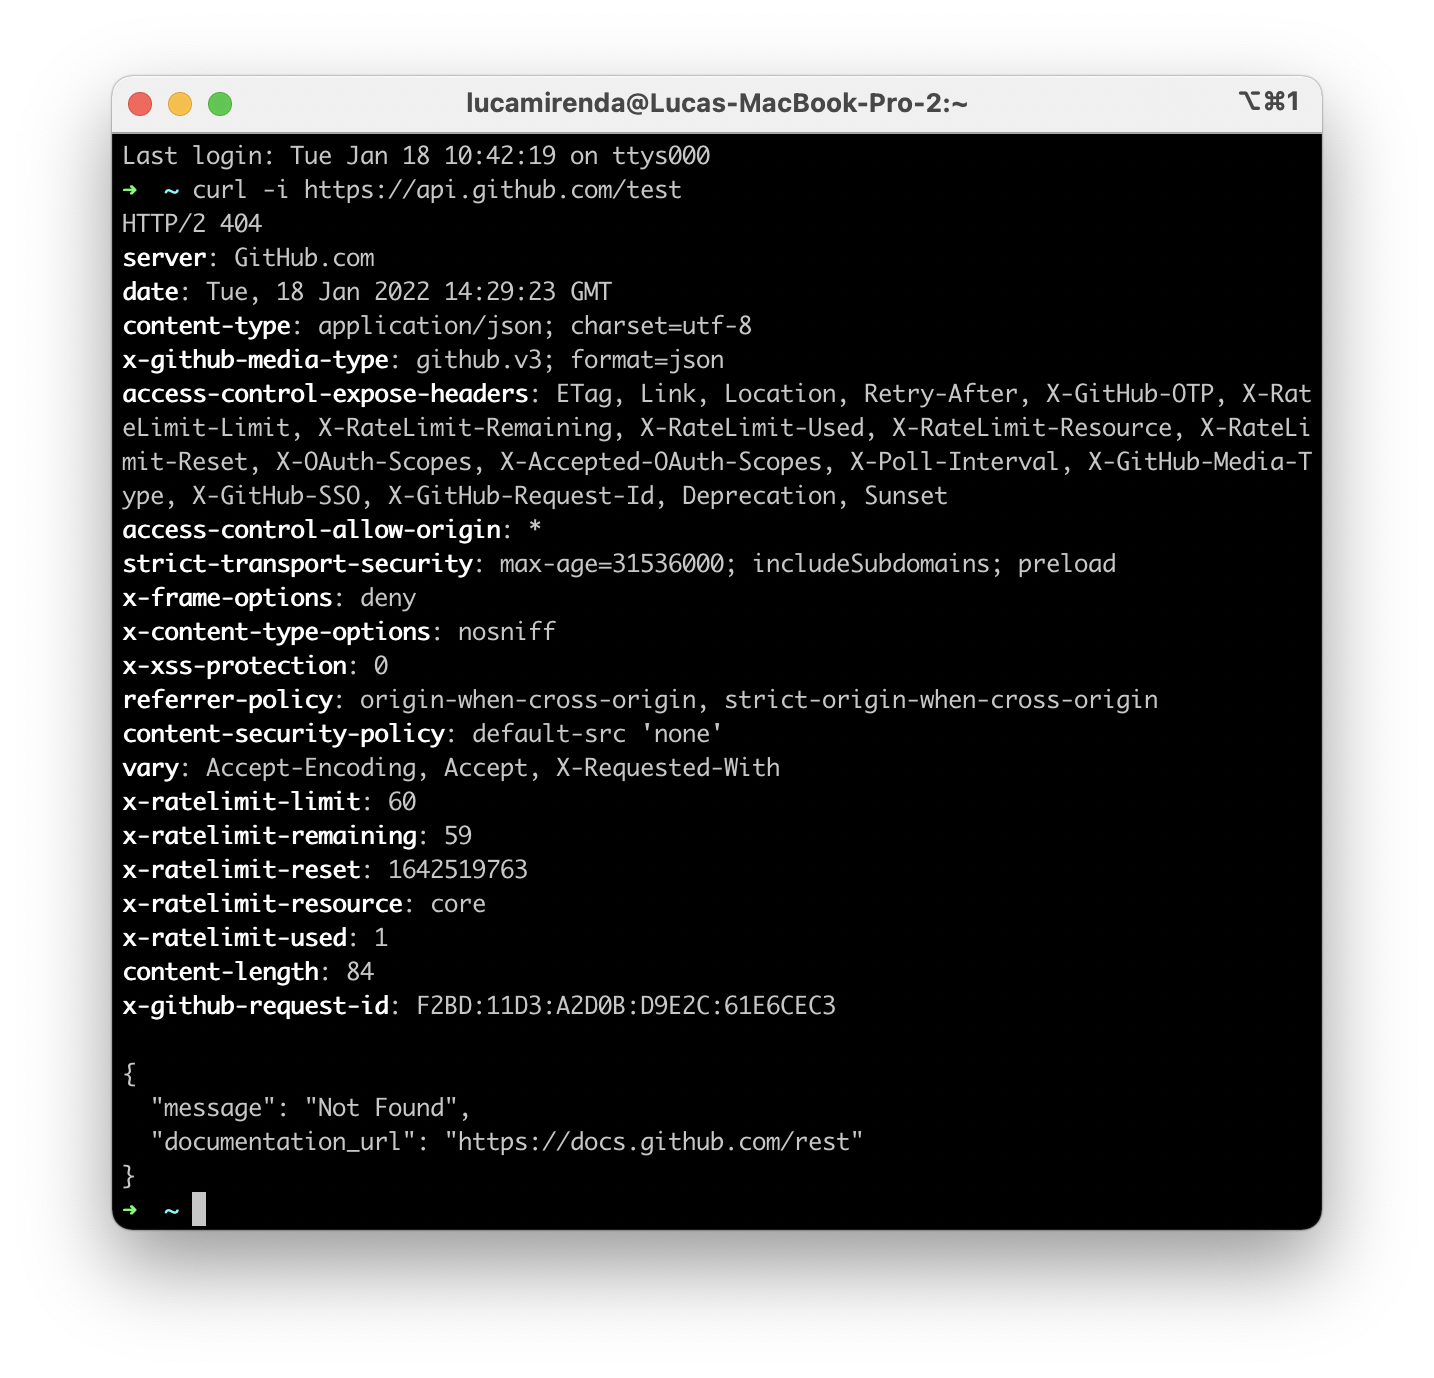 lucamirenda@Lucas-MacBook-Pro-2:~ ⌥⌘1
Last login: Tue Jan 18 10:42:19 on ttys000
➜  ~ curl -i https://api.github.com/test
HTTP/2 404
server: GitHub.com
date: Tue, 18 Jan 2022 14:29:23 GMT
content-type: application/json; charset=utf-8
x-github-media-type: github.v3; format=json
access-control-expose-headers: ETag, Link, Location, Retry-After, X-GitHub-OTP, X-Rat
eLimit-Limit, X-RateLimit-Remaining, X-RateLimit-Used, X-RateLimit-Resource, X-RateLi
mit-Reset, X-OAuth-Scopes, X-Accepted-OAuth-Scopes, X-Poll-Interval, X-GitHub-Media-T
ype, X-GitHub-SSO, X-GitHub-Request-Id, Deprecation, Sunset
access-control-allow-origin: *
strict-transport-security: max-age=31536000; includeSubdomains; preload
x-frame-options: deny
x-content-type-options: nosniff
x-xss-protection: 0
referrer-policy: origin-when-cross-origin, strict-origin-when-cross-origin
content-security-policy: default-src 'none'
vary: Accept-Encoding, Accept, X-Requested-With
x-ratelimit-limit: 60
x-ratelimit-remaining: 59
x-ratelimit-reset: 1642519763
x-ratelimit-resource: core
x-ratelimit-used: 1
content-length: 84
x-github-request-id: F2BD:11D3:A2D0B:D9E2C:61E6CEC3

{
  "message": "Not Found",
  "documentation_url": "https://docs.github.com/rest"
}
➜  ~